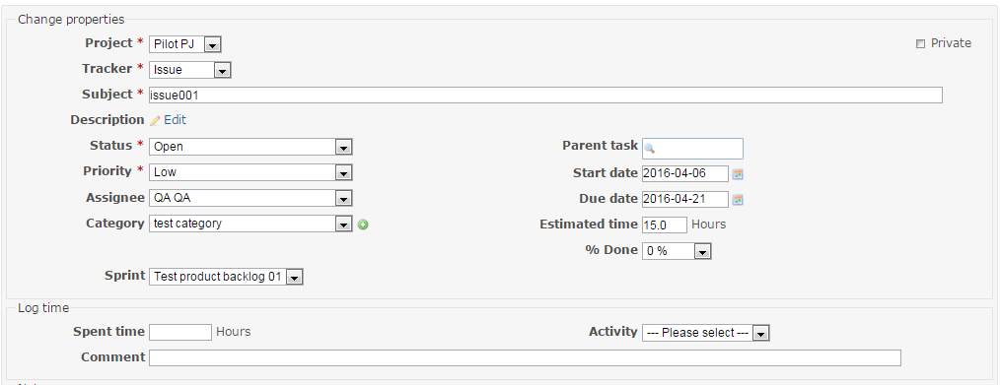 Change properties
Project * Pilot PJ Private
Tracker * Issue
Subject * issue001
Description Edit
Status * Open Parent task
Priority * Low Start date 2016-04-06
Assignee QA QA Due date 2016-04-21
Category test category Estimated time 15.0 Hours
% Done 0 %
Sprint Test product backlog 01
Log time
Spent time Hours Activity --- Please select ---
Comment